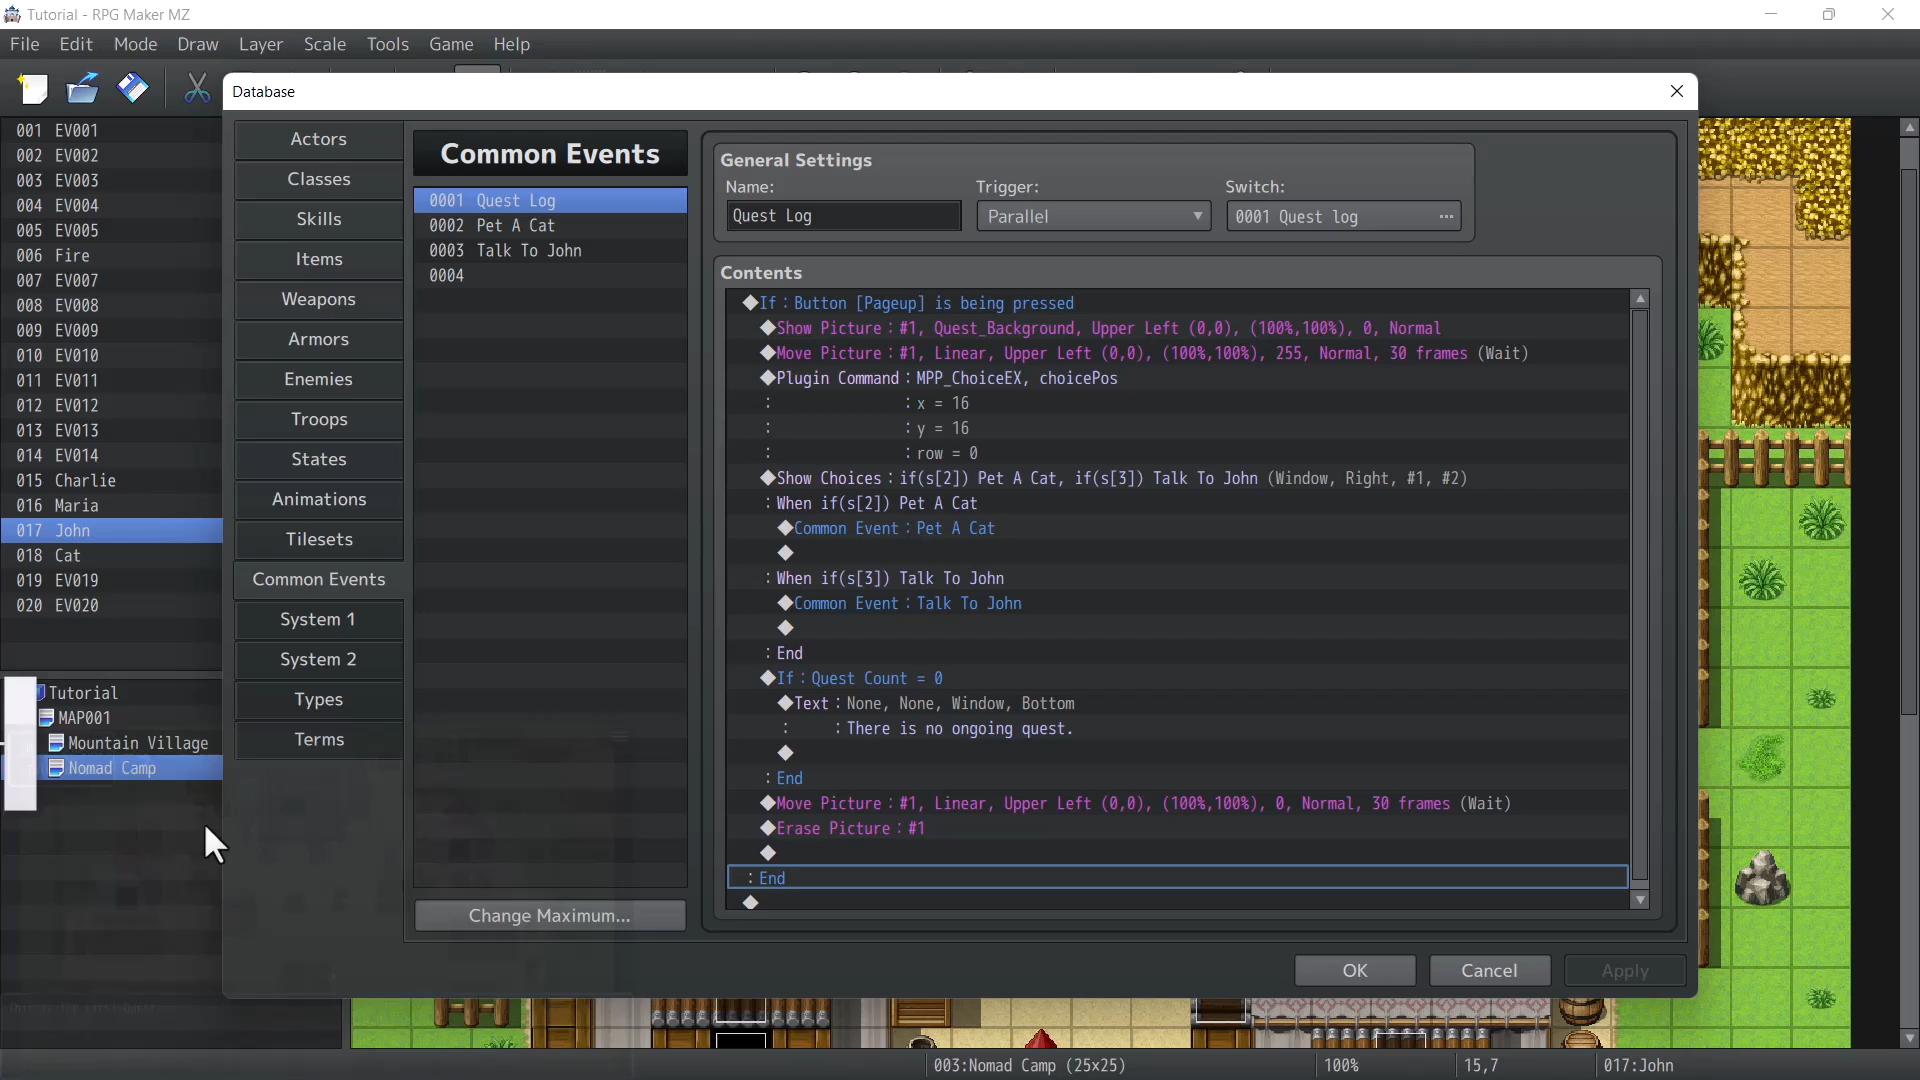 Tutorial - RPG Maker MZ
File Edit Mode Draw Layer Scale Tools Game Help
Database
001 EV001
002 EV002
003 EV003
004 EV004
005 EV005
006 Fire
007 EV007
008 EV008
009 EV009
010 EV010
011 EV011
012 EV012
013 EV013
014 EV014
015 Charlie
016 Maria
017 John
018 Cat
019 EV019
020 EV020
Tutorial
MAP001
Mountain Village
Nomad Camp
Actors
Classes
Skills
Items
Weapons
Armors
Enemies
Troops
States
Animations
Tilesets
Common Events
System 1
System 2
Types
Terms
Common Events
0001 Quest Log
0002 Pet A Cat
0003 Talk To John
0004
Change Maximum...
General Settings
Name: Trigger: Switch:
Quest Log Parallel 0001 Quest log ...
Contents
◆If : Button [Pageup] is being pressed
◆Show Picture : #1, Quest_Background, Upper Left (0,0), (100%,100%), 0, Normal
◆Move Picture : #1, Linear, Upper Left (0,0), (100%,100%), 255, Normal, 30 frames (Wait)
◆Plugin Command : MPP_ChoiceEX, choicePos
: : x = 16
: : y = 16
: : row = 0
◆Show Choices : if(s[2]) Pet A Cat, if(s[3]) Talk To John (Window, Right, #1, #2)
: When if(s[2]) Pet A Cat
◆Common Event : Pet A Cat
◆
: When if(s[3]) Talk To John
◆Common Event : Talk To John
◆
: End
◆If : Quest Count = 0
◆Text : None, None, Window, Bottom
: : There is no ongoing quest.
◆
: End
◆Move Picture : #1, Linear, Upper Left (0,0), (100%,100%), 0, Normal, 30 frames (Wait)
◆Erase Picture : #1
◆
: End
◆
OK Cancel Apply
003:Nomad Camp (25x25) 100% 15,7 017:John